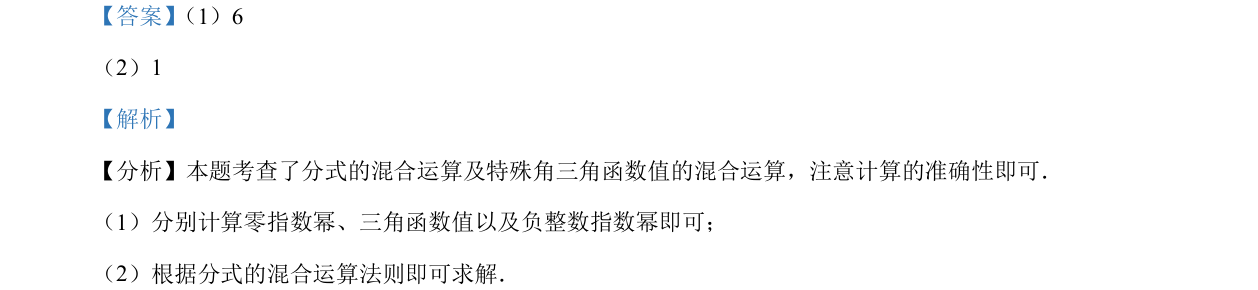 【答案】（1）6
（2）1
【解析】
【分析】本题考查了分式的混合运算及特殊角三角函数值的混合运算，注意计算的准确性即可．
（1）分别计算零指数幂、三角函数值以及负整数指数幂即可；
（2）根据分式的混合运算法则即可求解．